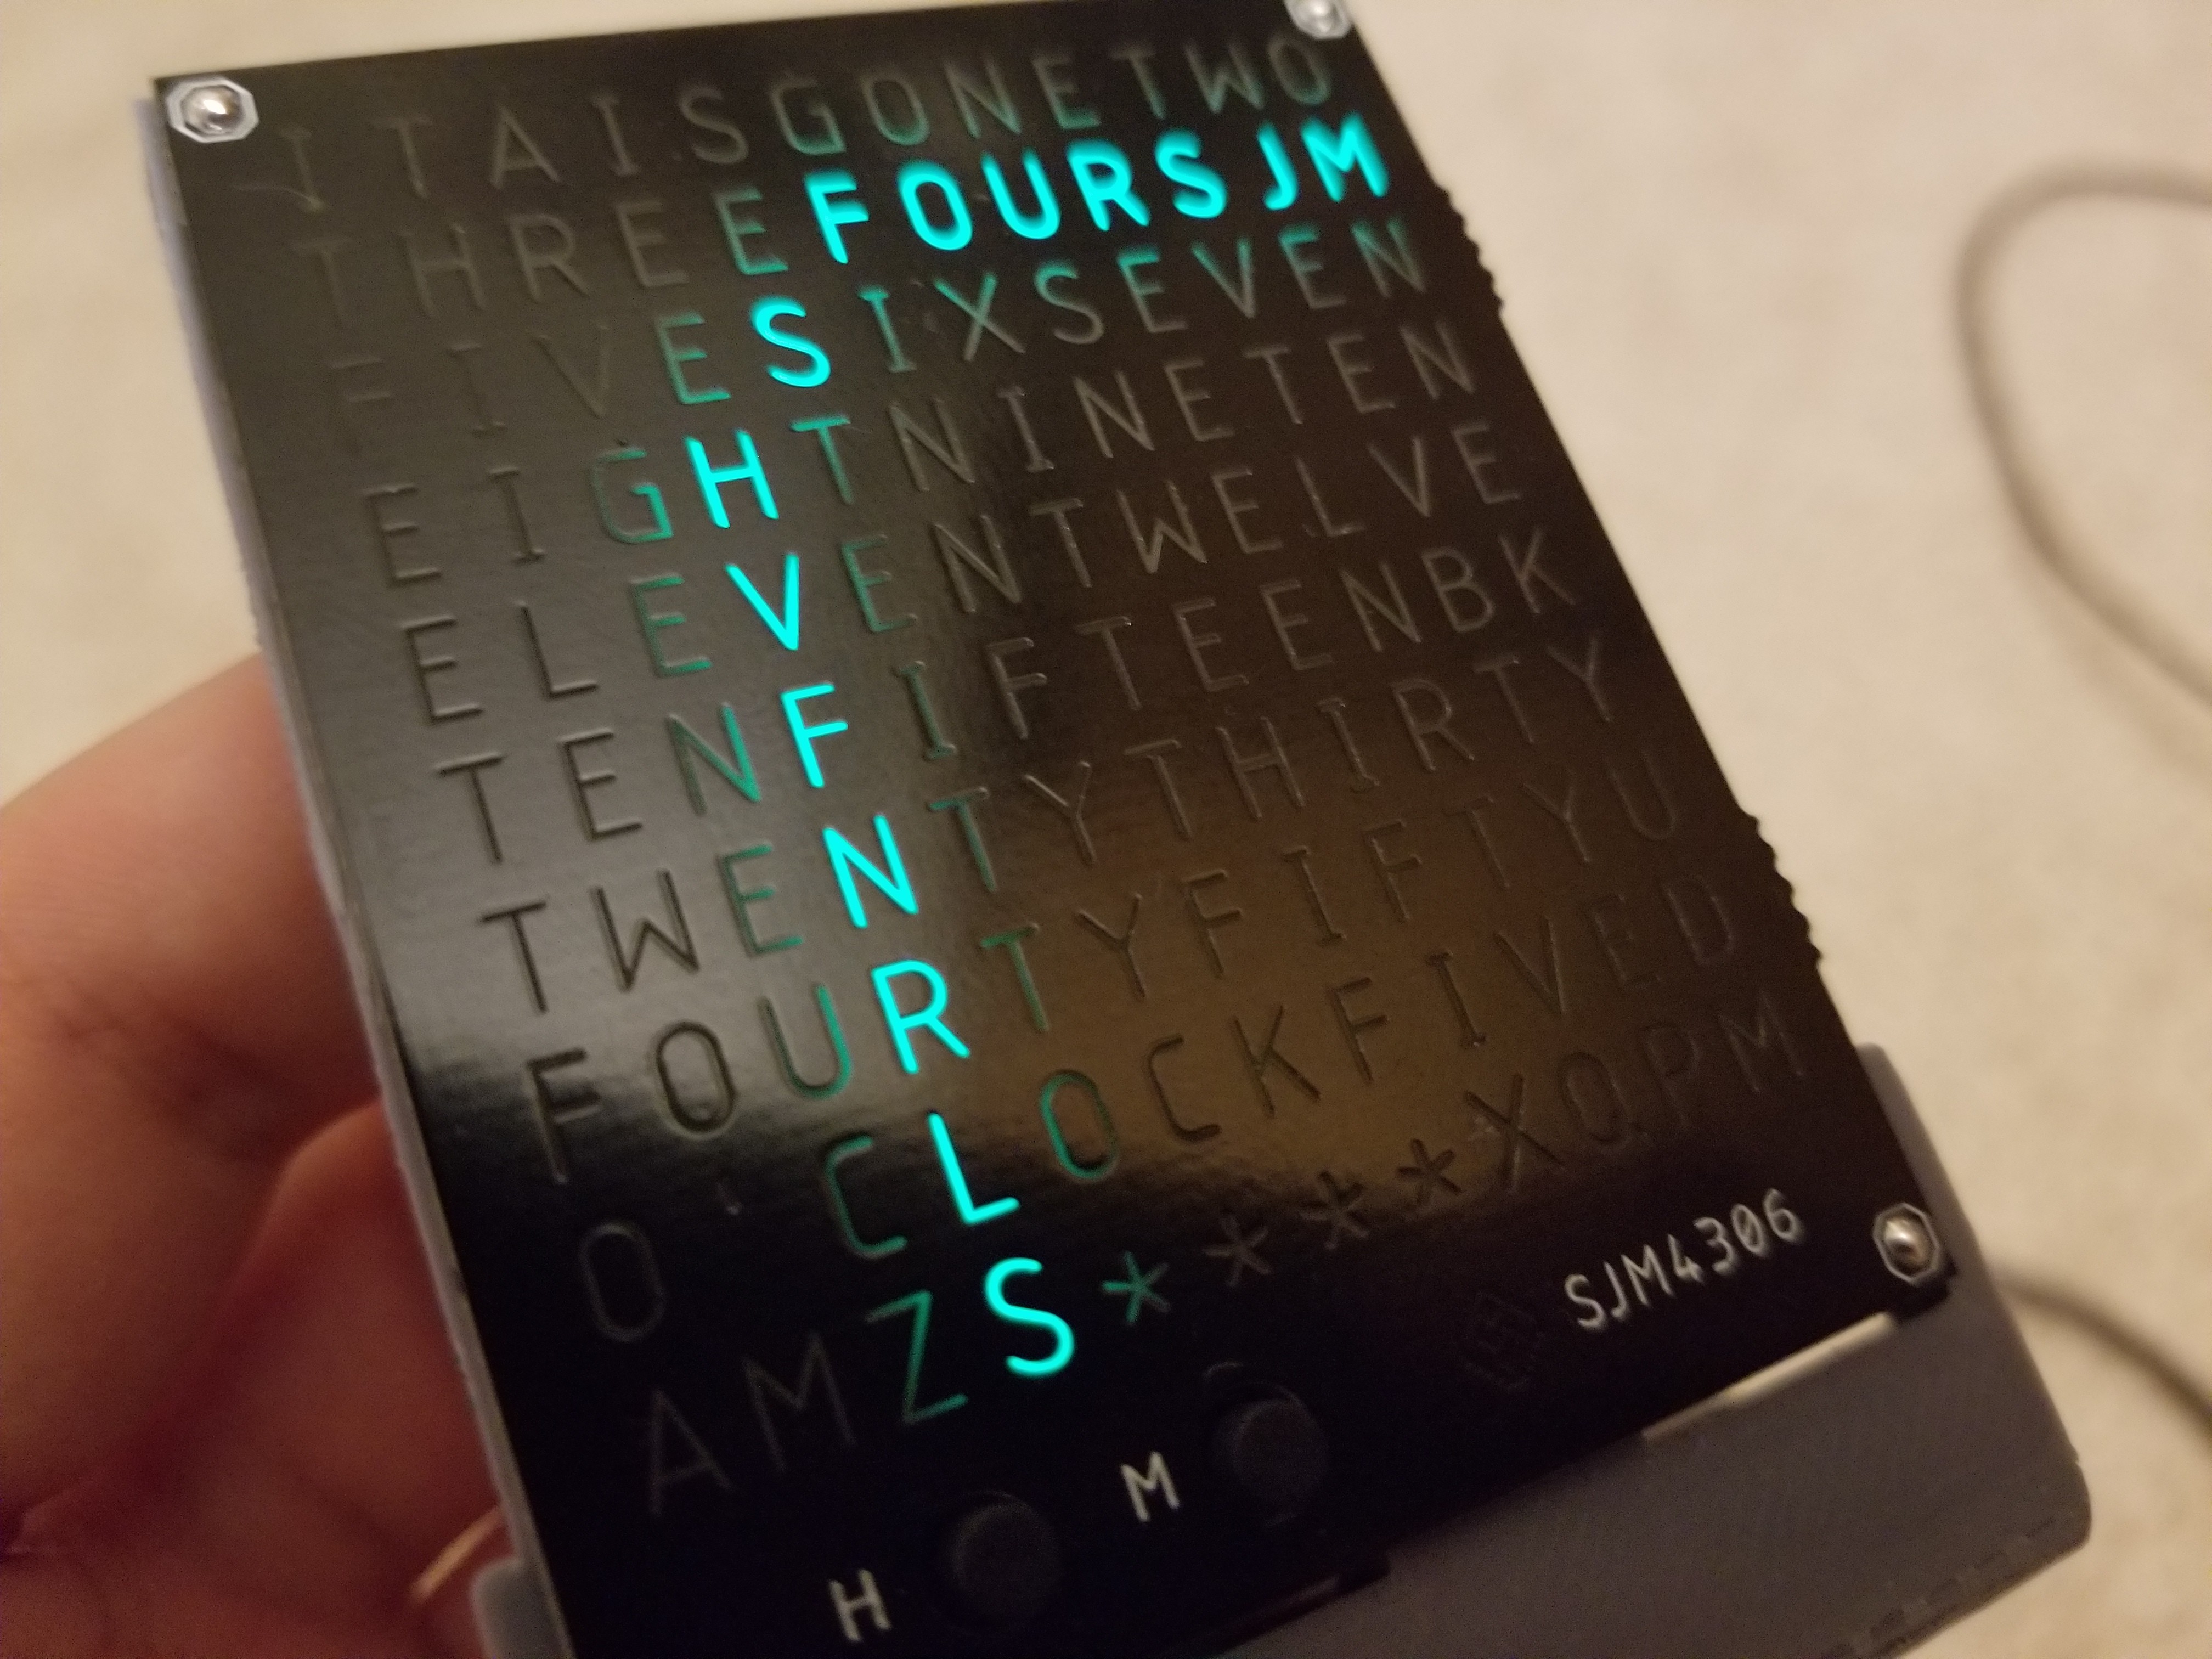 ITAISGONETWO
THREEFOURSJM
FIVESIXSEVEN
EIGHTNINETEN
ELEVENTWELVE
TENFIFTEENBK
TWENTYTHIRTY
FOURTYFIFTYU
O'CLOCKFIVED
AMZS****XOPM
SJM4306
H M